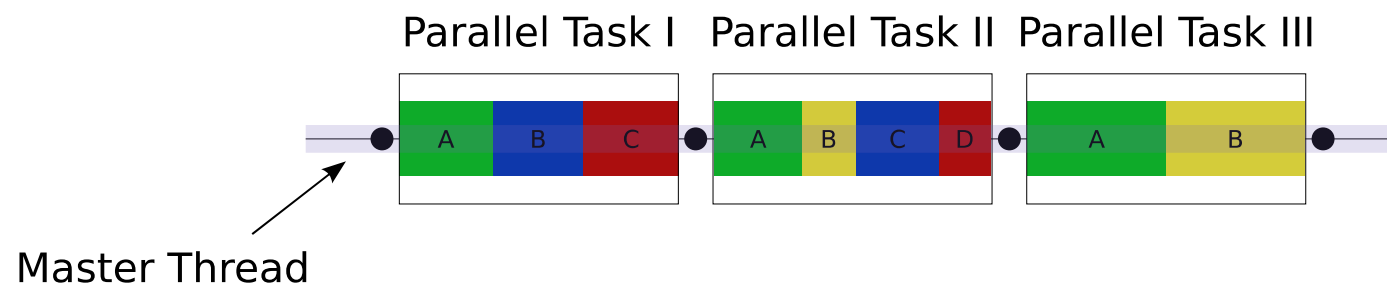 Parallel Task I Parallel Task II Parallel Task III
A B C A B C D A B
Master Thread